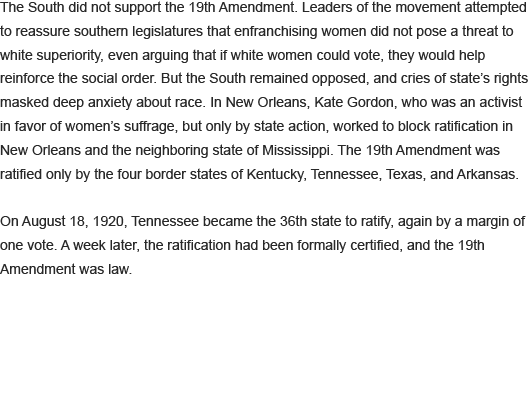 The South did not support the 19th Amendment. Leaders of the movement attempted
to reassure southern legislatures that enfranchising women did not pose a threat to
white superiority, even arguing that if white women could vote, they would help
reinforce the social order. But the South remained opposed, and cries of state’s rights
masked deep anxiety about race. In New Orleans, Kate Gordon, who was an activist
in favor of women’s suffrage, but only by state action, worked to block ratification in
New Orleans and the neighboring state of Mississippi. The 19th Amendment was
ratified only by the four border states of Kentucky, Tennessee, Texas, and Arkansas.

On August 18, 1920, Tennessee became the 36th state to ratify, again by a margin of
one vote. A week later, the ratification had been formally certified, and the 19th
Amendment was law.